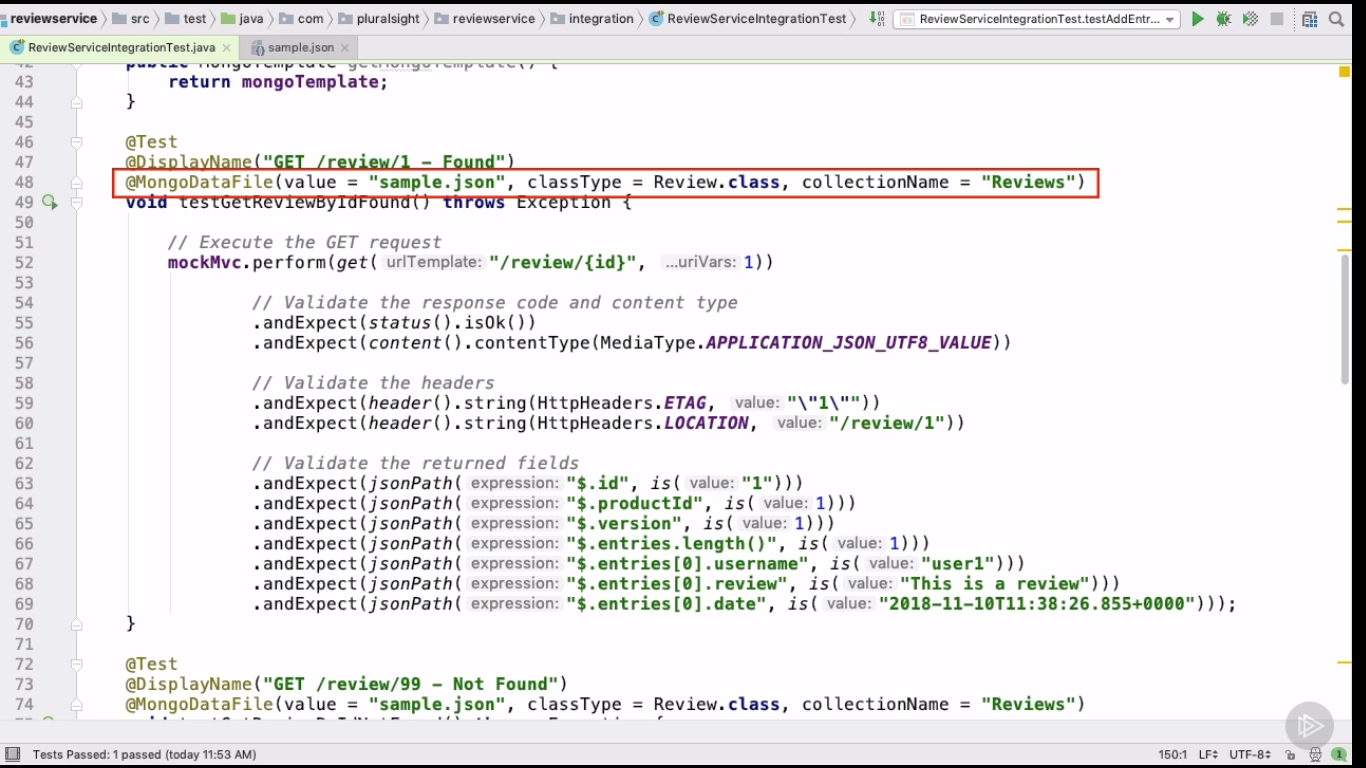 reviewservice src test java com pluralsight reviewservice integration ReviewServiceIntegrationTest ReviewServiceIntegrationTest.testAddEntr...
ReviewServiceIntegrationTest.java sample.json
43 return mongoTemplate;
44 }
45
46 @Test
47 @DisplayName("GET /review/1 - Found")
48 @MongoDataFile(value = "sample.json", classType = Review.class, collectionName = "Reviews")
49 void testGetReviewByIdFound() throws Exception {
50
51 // Execute the GET request
52 mockMvc.perform(get( urlTemplate: "/review/{id}", ...uriVars: 1))
53
54 // Validate the response code and content type
55 .andExpect(status().isOk())
56 .andExpect(content().contentType(MediaType.APPLICATION_JSON_UTF8_VALUE))
57
58 // Validate the headers
59 .andExpect(header().string(HttpHeaders.ETAG, value: "\"1\""))
60 .andExpect(header().string(HttpHeaders.LOCATION, value: "/review/1"))
61
62 // Validate the returned fields
63 .andExpect(jsonPath( expression: "$.id", is( value: "1")))
64 .andExpect(jsonPath( expression: "$.productId", is( value: 1)))
65 .andExpect(jsonPath( expression: "$.version", is( value: 1)))
66 .andExpect(jsonPath( expression: "$.entries.length()", is( value: 1)))
67 .andExpect(jsonPath( expression: "$.entries[0].username", is( value: "user1")))
68 .andExpect(jsonPath( expression: "$.entries[0].review", is( value: "This is a review")))
69 .andExpect(jsonPath( expression: "$.entries[0].date", is( value: "2018-11-10T11:38:26.855+0000")));
70 }
71
72 @Test
73 @DisplayName("GET /review/99 - Not Found")
74 @MongoDataFile(value = "sample.json", classType = Review.class, collectionName = "Reviews")
Tests Passed: 1 passed (today 11:53 AM) 150:1 LF UTF-8 1